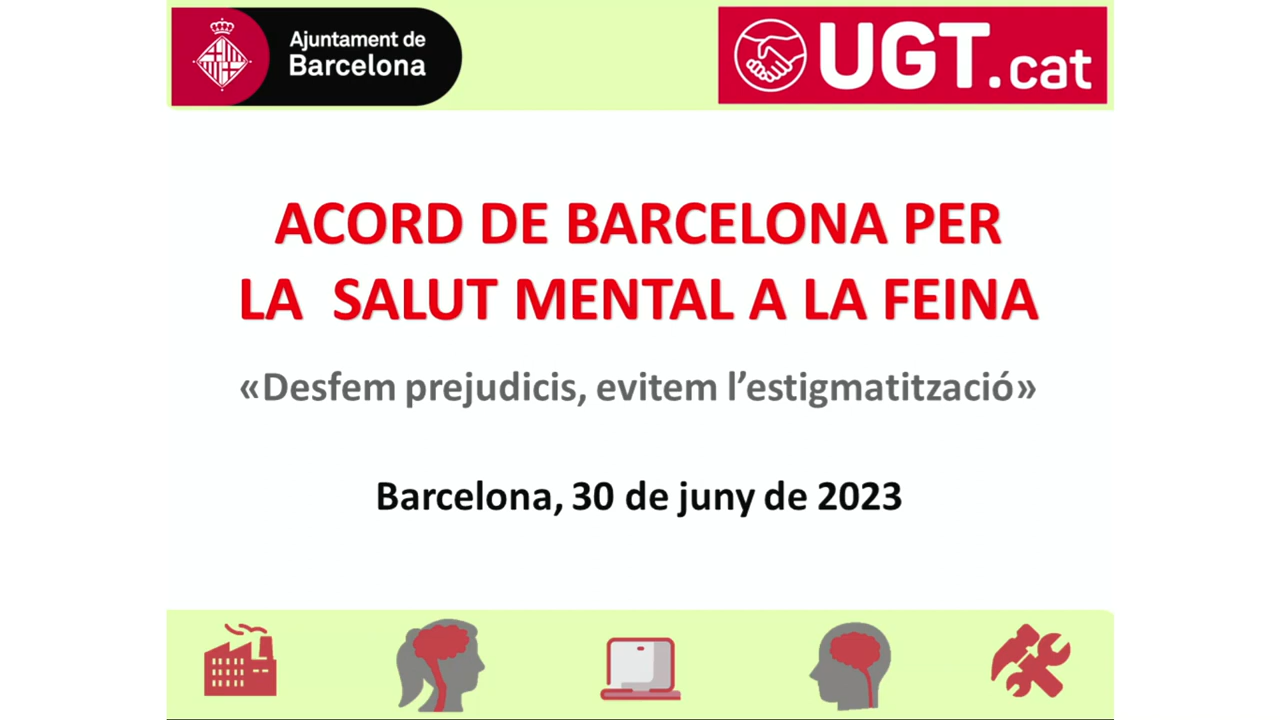 Ajuntament de
Barcelona
UGT.cat
ACORD DE BARCELONA PER
LA SALUT MENTAL A LA FEINA
«Desfem prejudicis, evitem l’estigmatització»
Barcelona, 30 de juny de 2023